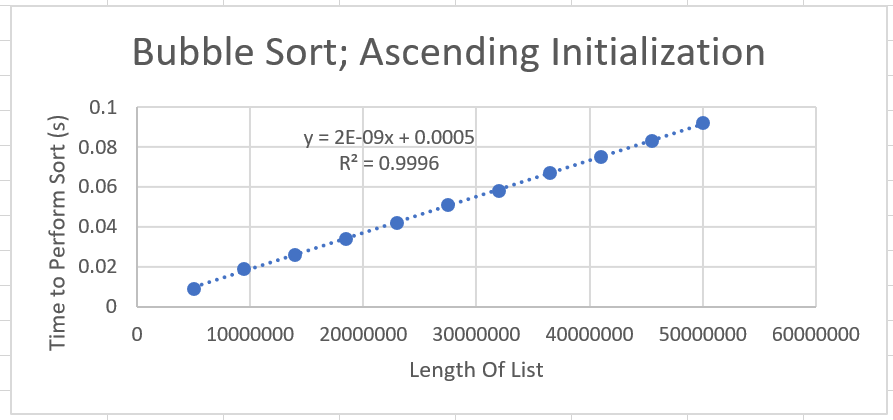 Bubble Sort; Ascending Initialization
Time to Perform Sort (s)
0.1
0.08
0.06
0.04
0.02
0
y = 2E-09x + 0.0005
R² = 0.9996
0 10000000 20000000 30000000 40000000 50000000 60000000
Length Of List